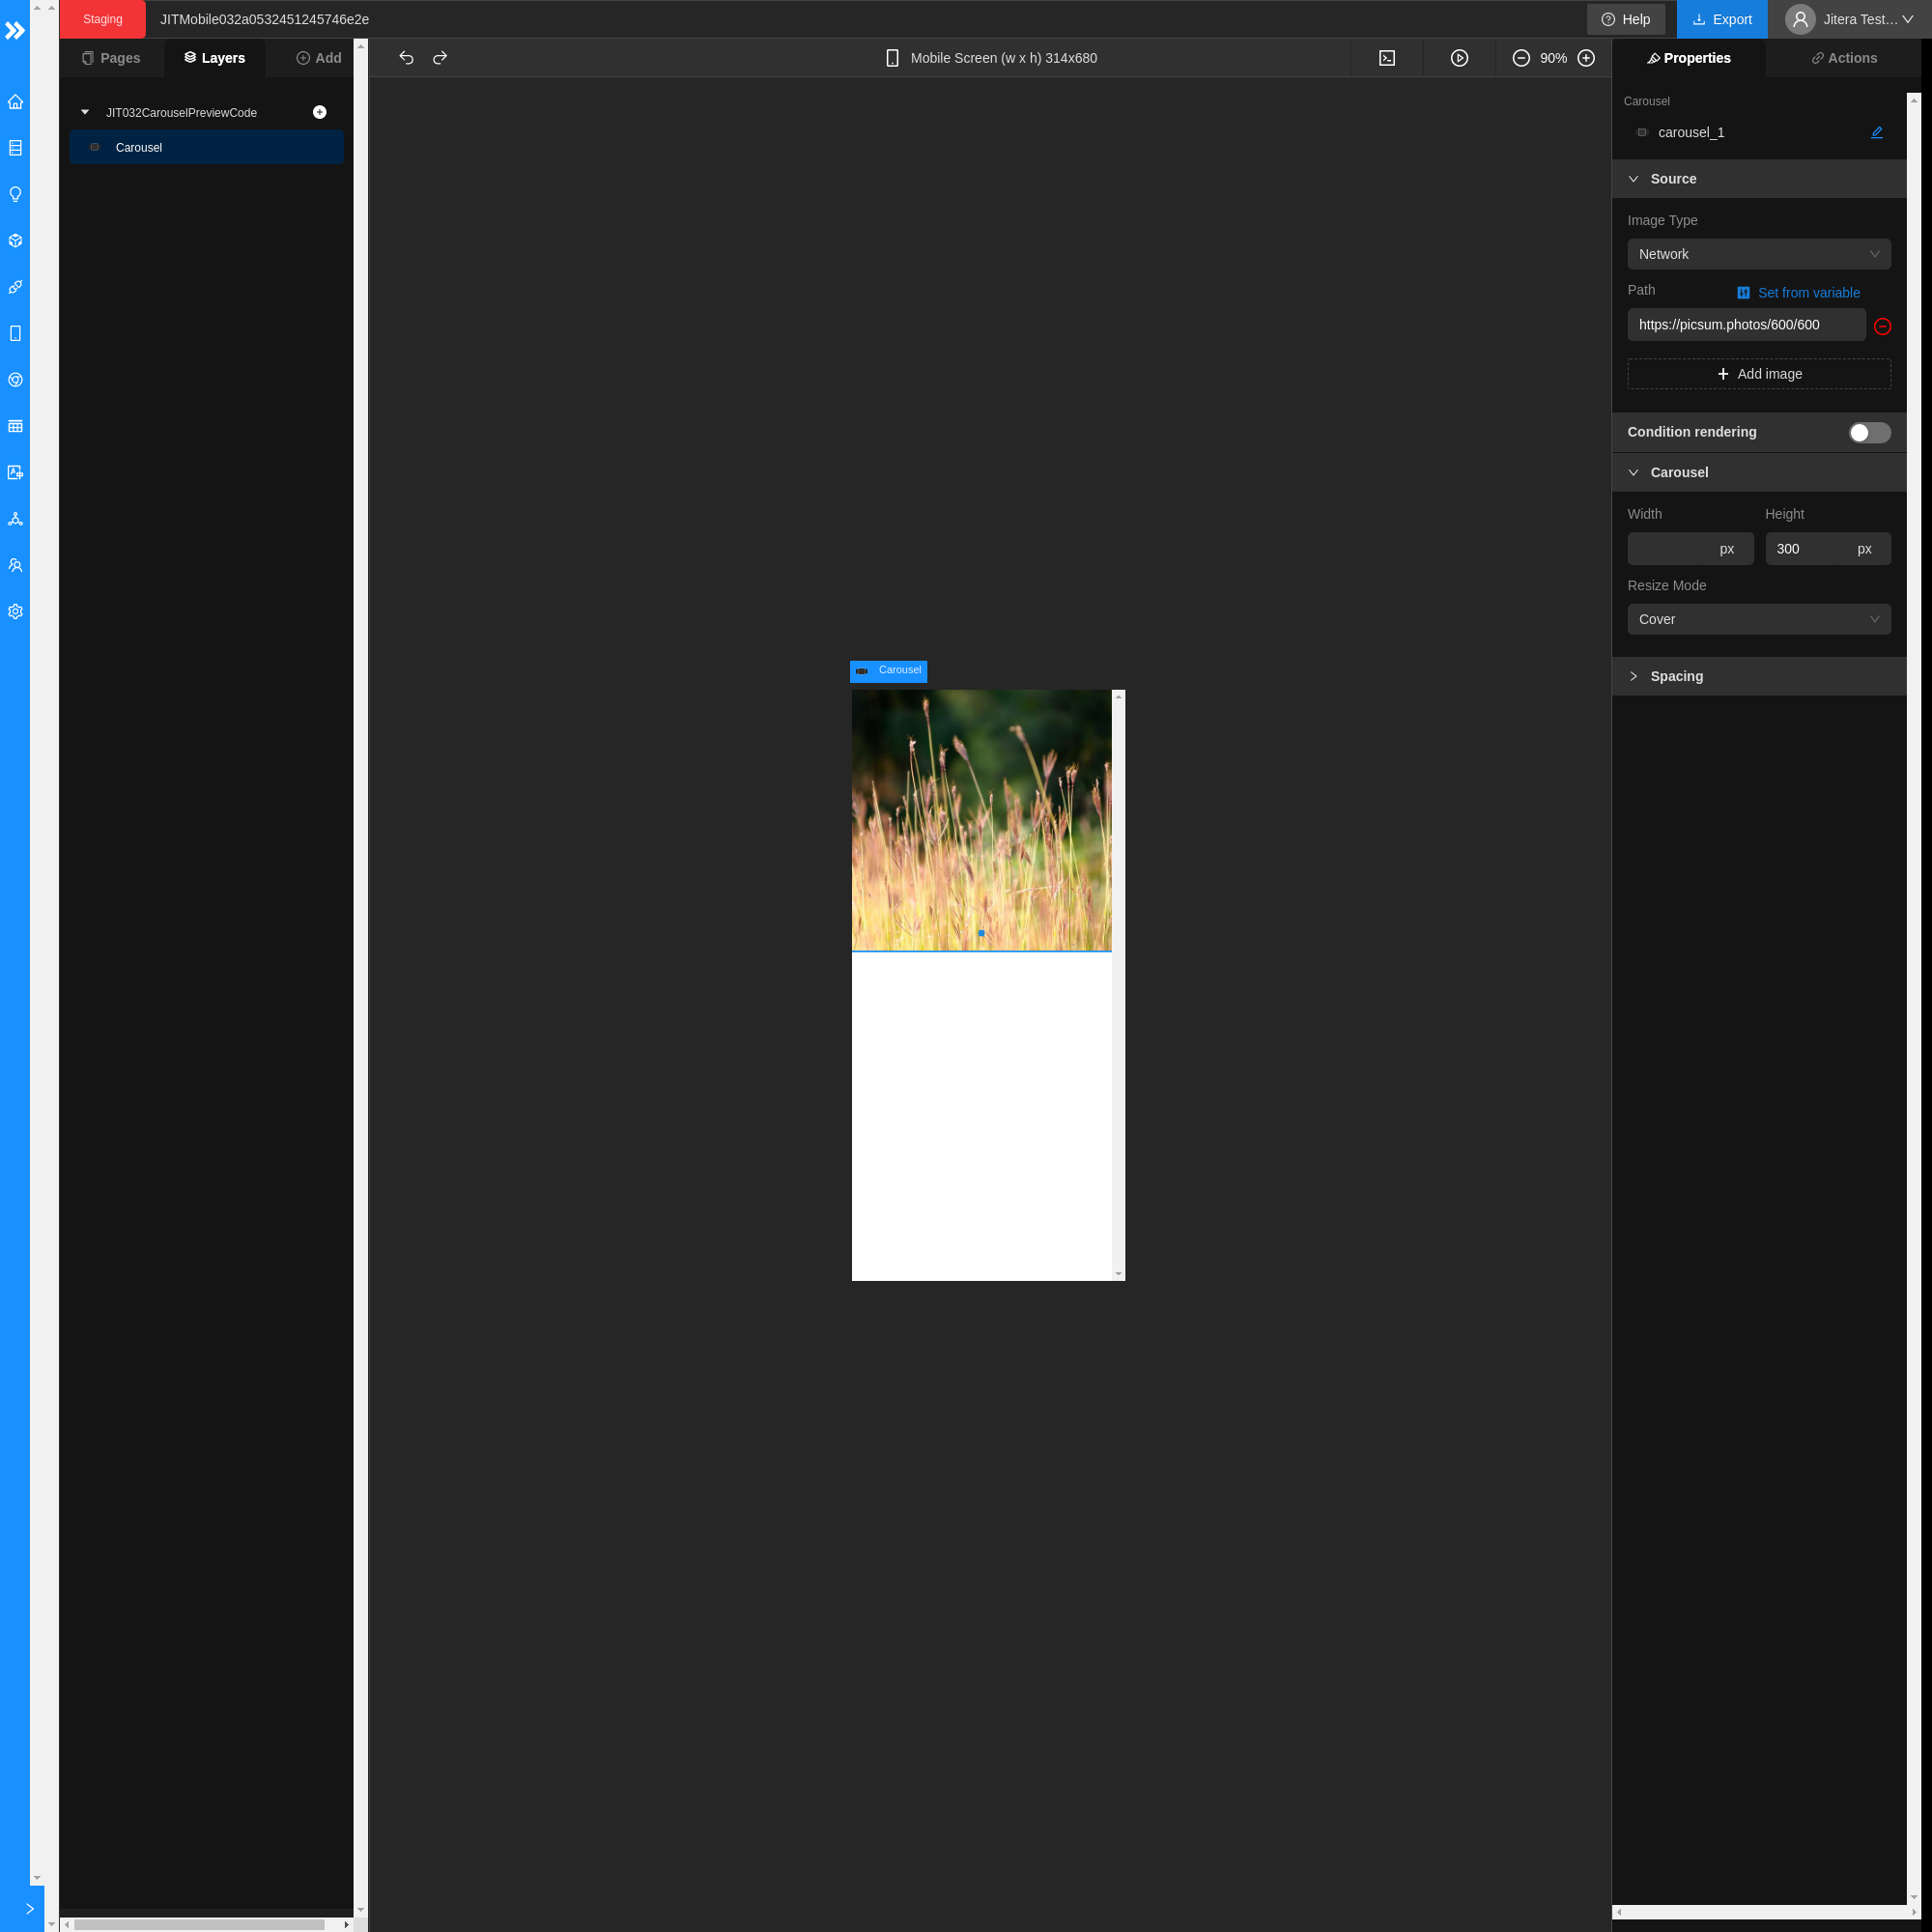 Staging
JITMobile032a0532451245746e2e
Help
Export
Jitera Test...
Pages
Layers
Add
Mobile Screen (w x h) 314x680
90%
Properties
Actions
JIT032CarouselPreviewCode
Carousel
Carousel
carousel_1
Source
Image Type
Network
Path
Set from variable
https://picsum.photos/600/600
Add image
Condition rendering
Carousel
Width
Height
px
300
px
Resize Mode
Cover
Spacing
Carousel